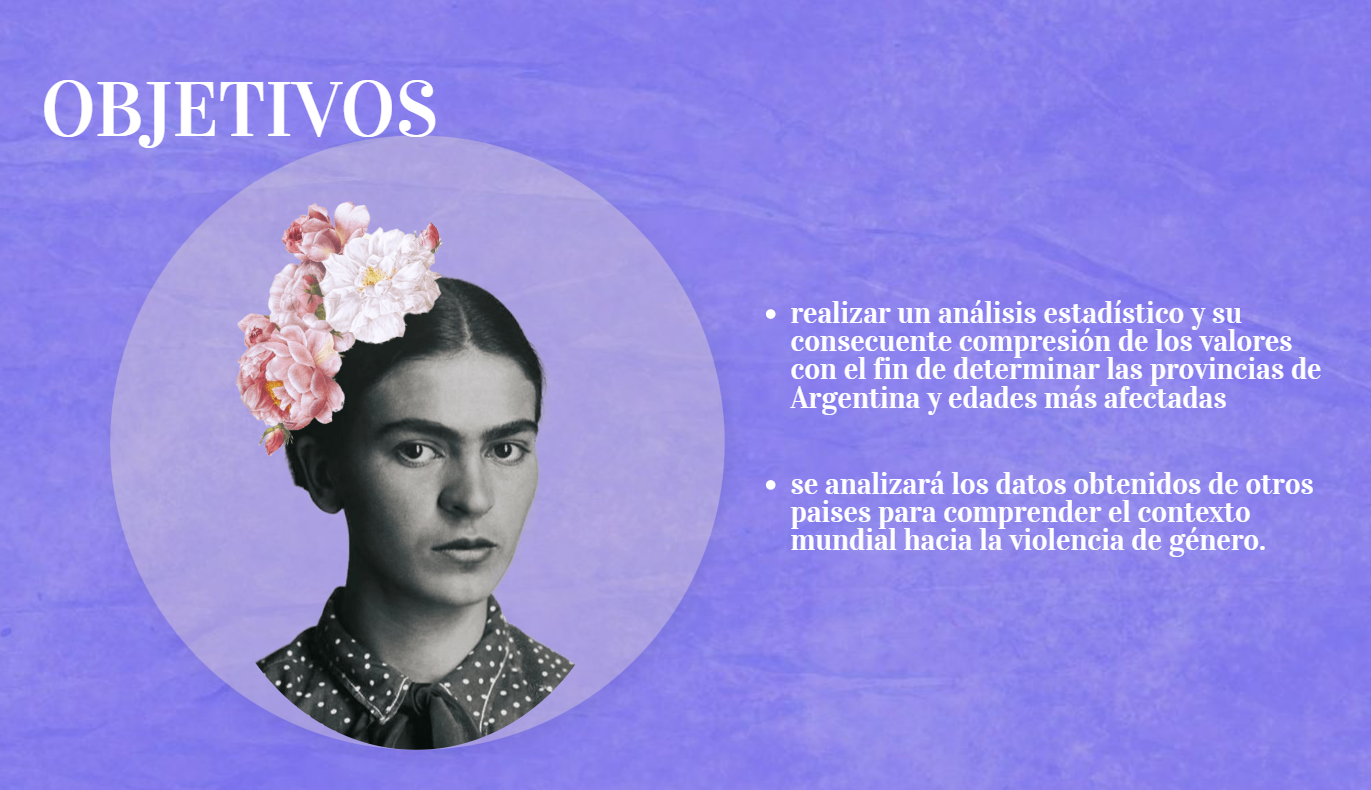 OBJETIVOS
• realizar un análisis estadístico y su
consecuente compresión de los valores
con el fin de determinar las provincias de
Argentina y edades más afectadas
• se analizará los datos obtenidos de otros
paises para comprender el contexto
mundial hacia la violencia de género.